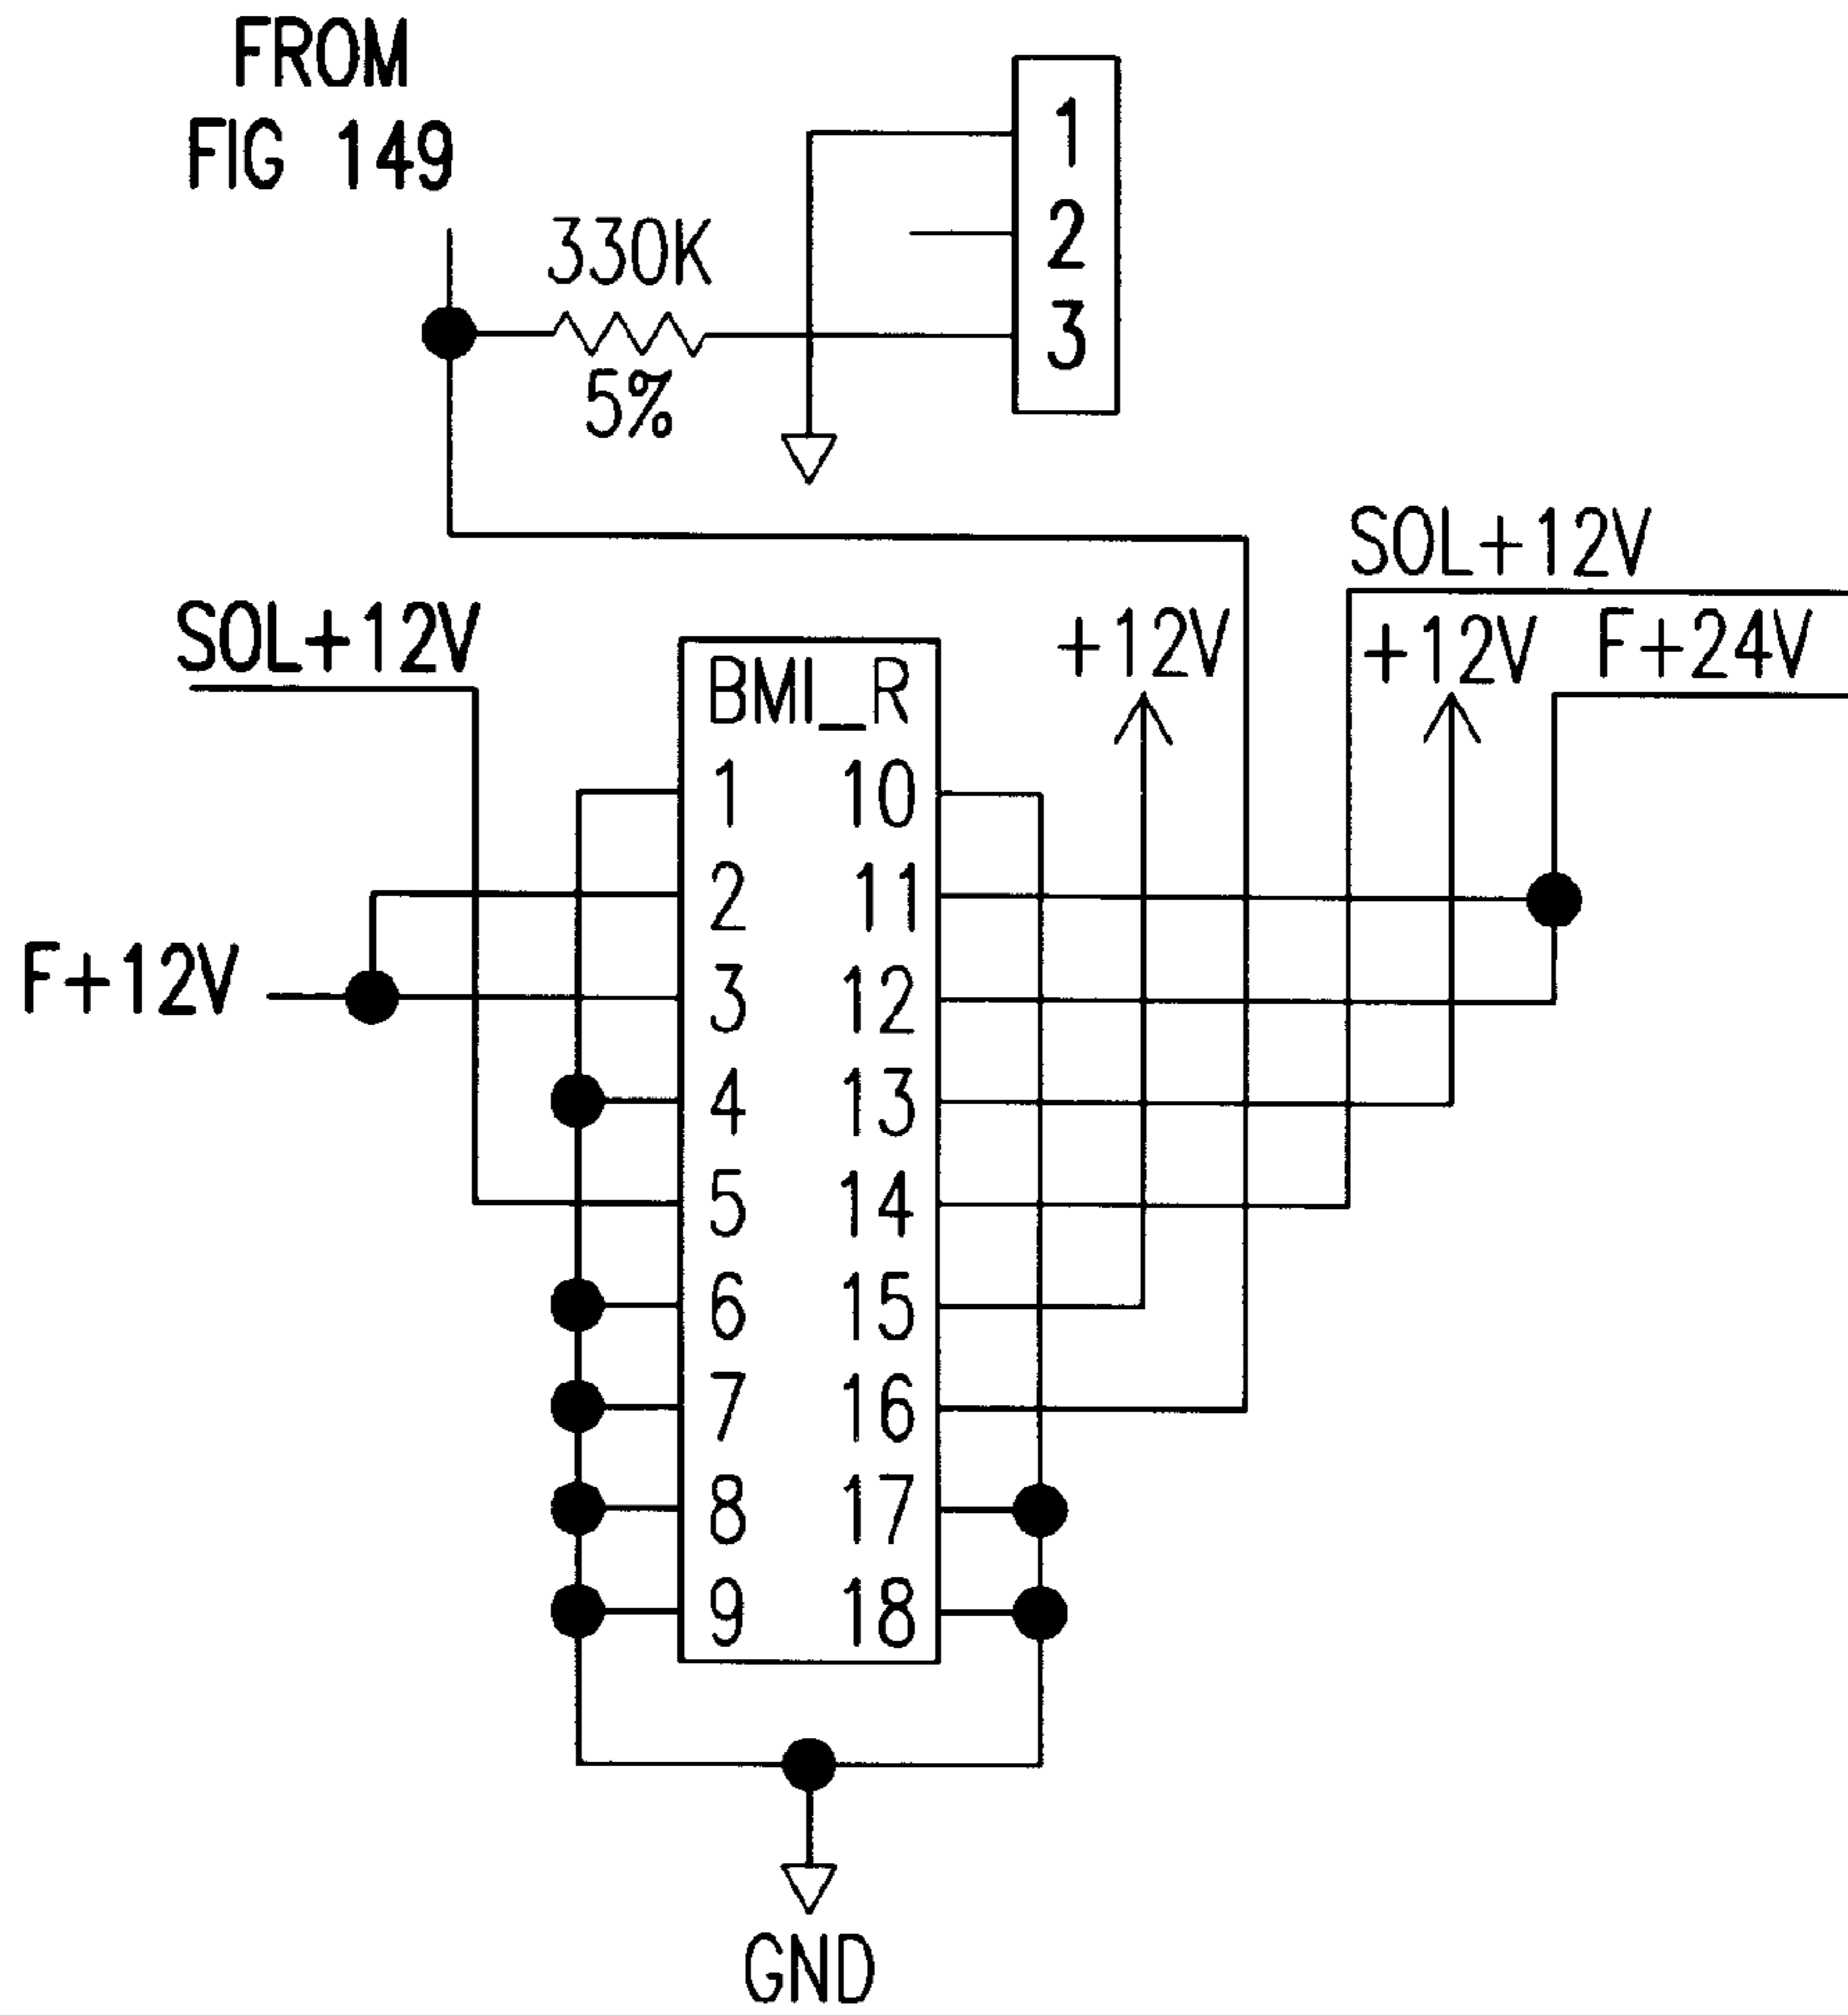 FROM
FIG 149
330K
5%
1
2
3
SOL+12V
SOL+12V
+12V
+12V
F+24V
F+12V
BMI_R
1 10
2 11
3 12
4 13
5 14
6 15
7 16
8 17
9 18
GND